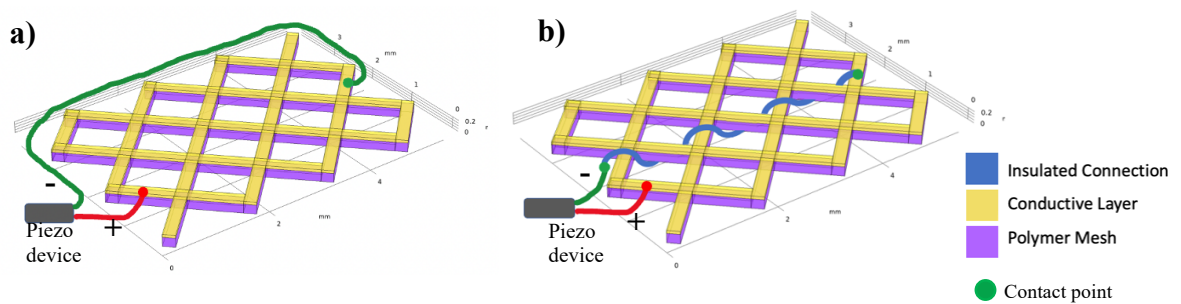 a)
b)
3
2
mm
1
0
0.2
0
r
4
2
mm
0
-
+
Piezo
device
3
2
mm
1
0
0.2
0
r
4
2
mm
0
-
+
Piezo
device
Insulated Connection
Conductive Layer
Polymer Mesh
Contact point